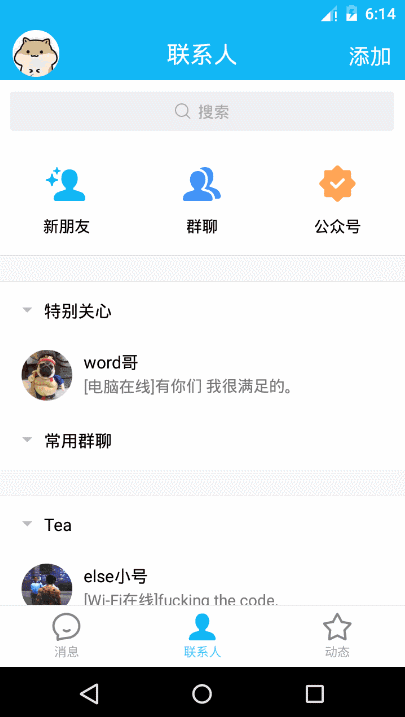 6:14
联系人
添加
搜索
新朋友
群聊
公众号
特别关心
word哥
[电脑在线]有你们 我很满足的。
常用群聊
Tea
else小号
[Wi-Fi在线]fucking the code.
消息
联系人
动态